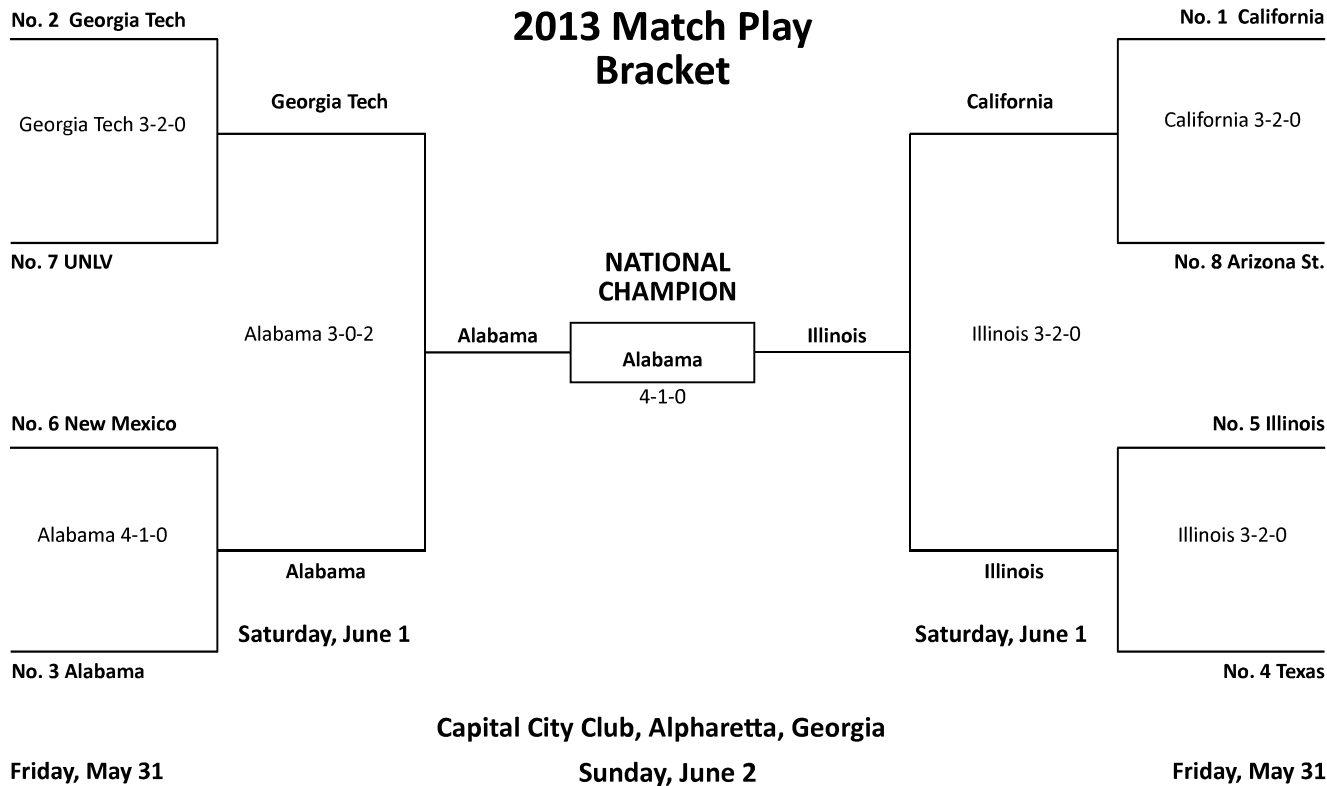 No. 2  Georgia Tech
2013 Match Play
Bracket
No. 1  California
Georgia Tech
California
Georgia Tech 3-2-0
California 3-2-0
No. 7 UNLV
NATIONAL
CHAMPION
No. 8 Arizona St.
Alabama 3-0-2
Alabama
Alabama
4-1-0
Illinois
Illinois 3-2-0
No. 6 New Mexico
No. 5 Illinois
Alabama 4-1-0
Illinois 3-2-0
Alabama
Illinois
Saturday, June 1
Saturday, June 1
No. 3 Alabama
No. 4 Texas
Capital City Club, Alpharetta, Georgia
Friday, May 31
Sunday, June 2
Friday, May 31